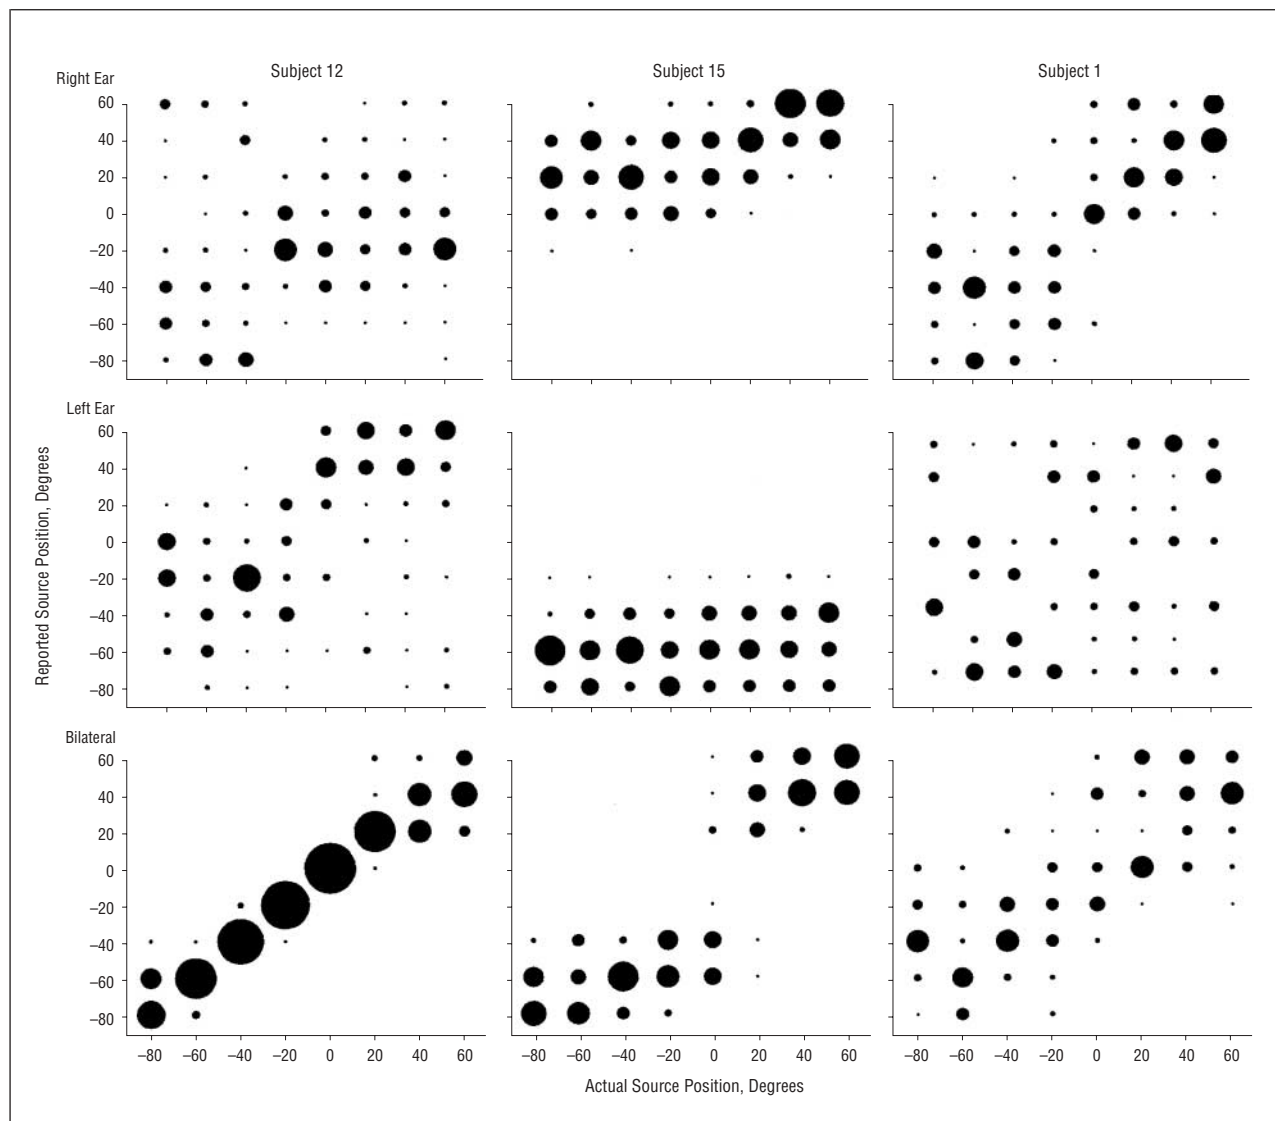 Subject 12
Subject 15
Subject 1
Right Ear
60
40
20
0
–20
–40
–60
–80
Left Ear
60
40
20
0
–20
–40
–60
–80
Reported Source Position, Degrees
Bilateral
60
40
20
0
–20
–40
–60
–80
–80 –60 –40 –20 0 20 40 60
–80 –60 –40 –20 0 20 40 60
–80 –60 –40 –20 0 20 40 60
Actual Source Position, Degrees